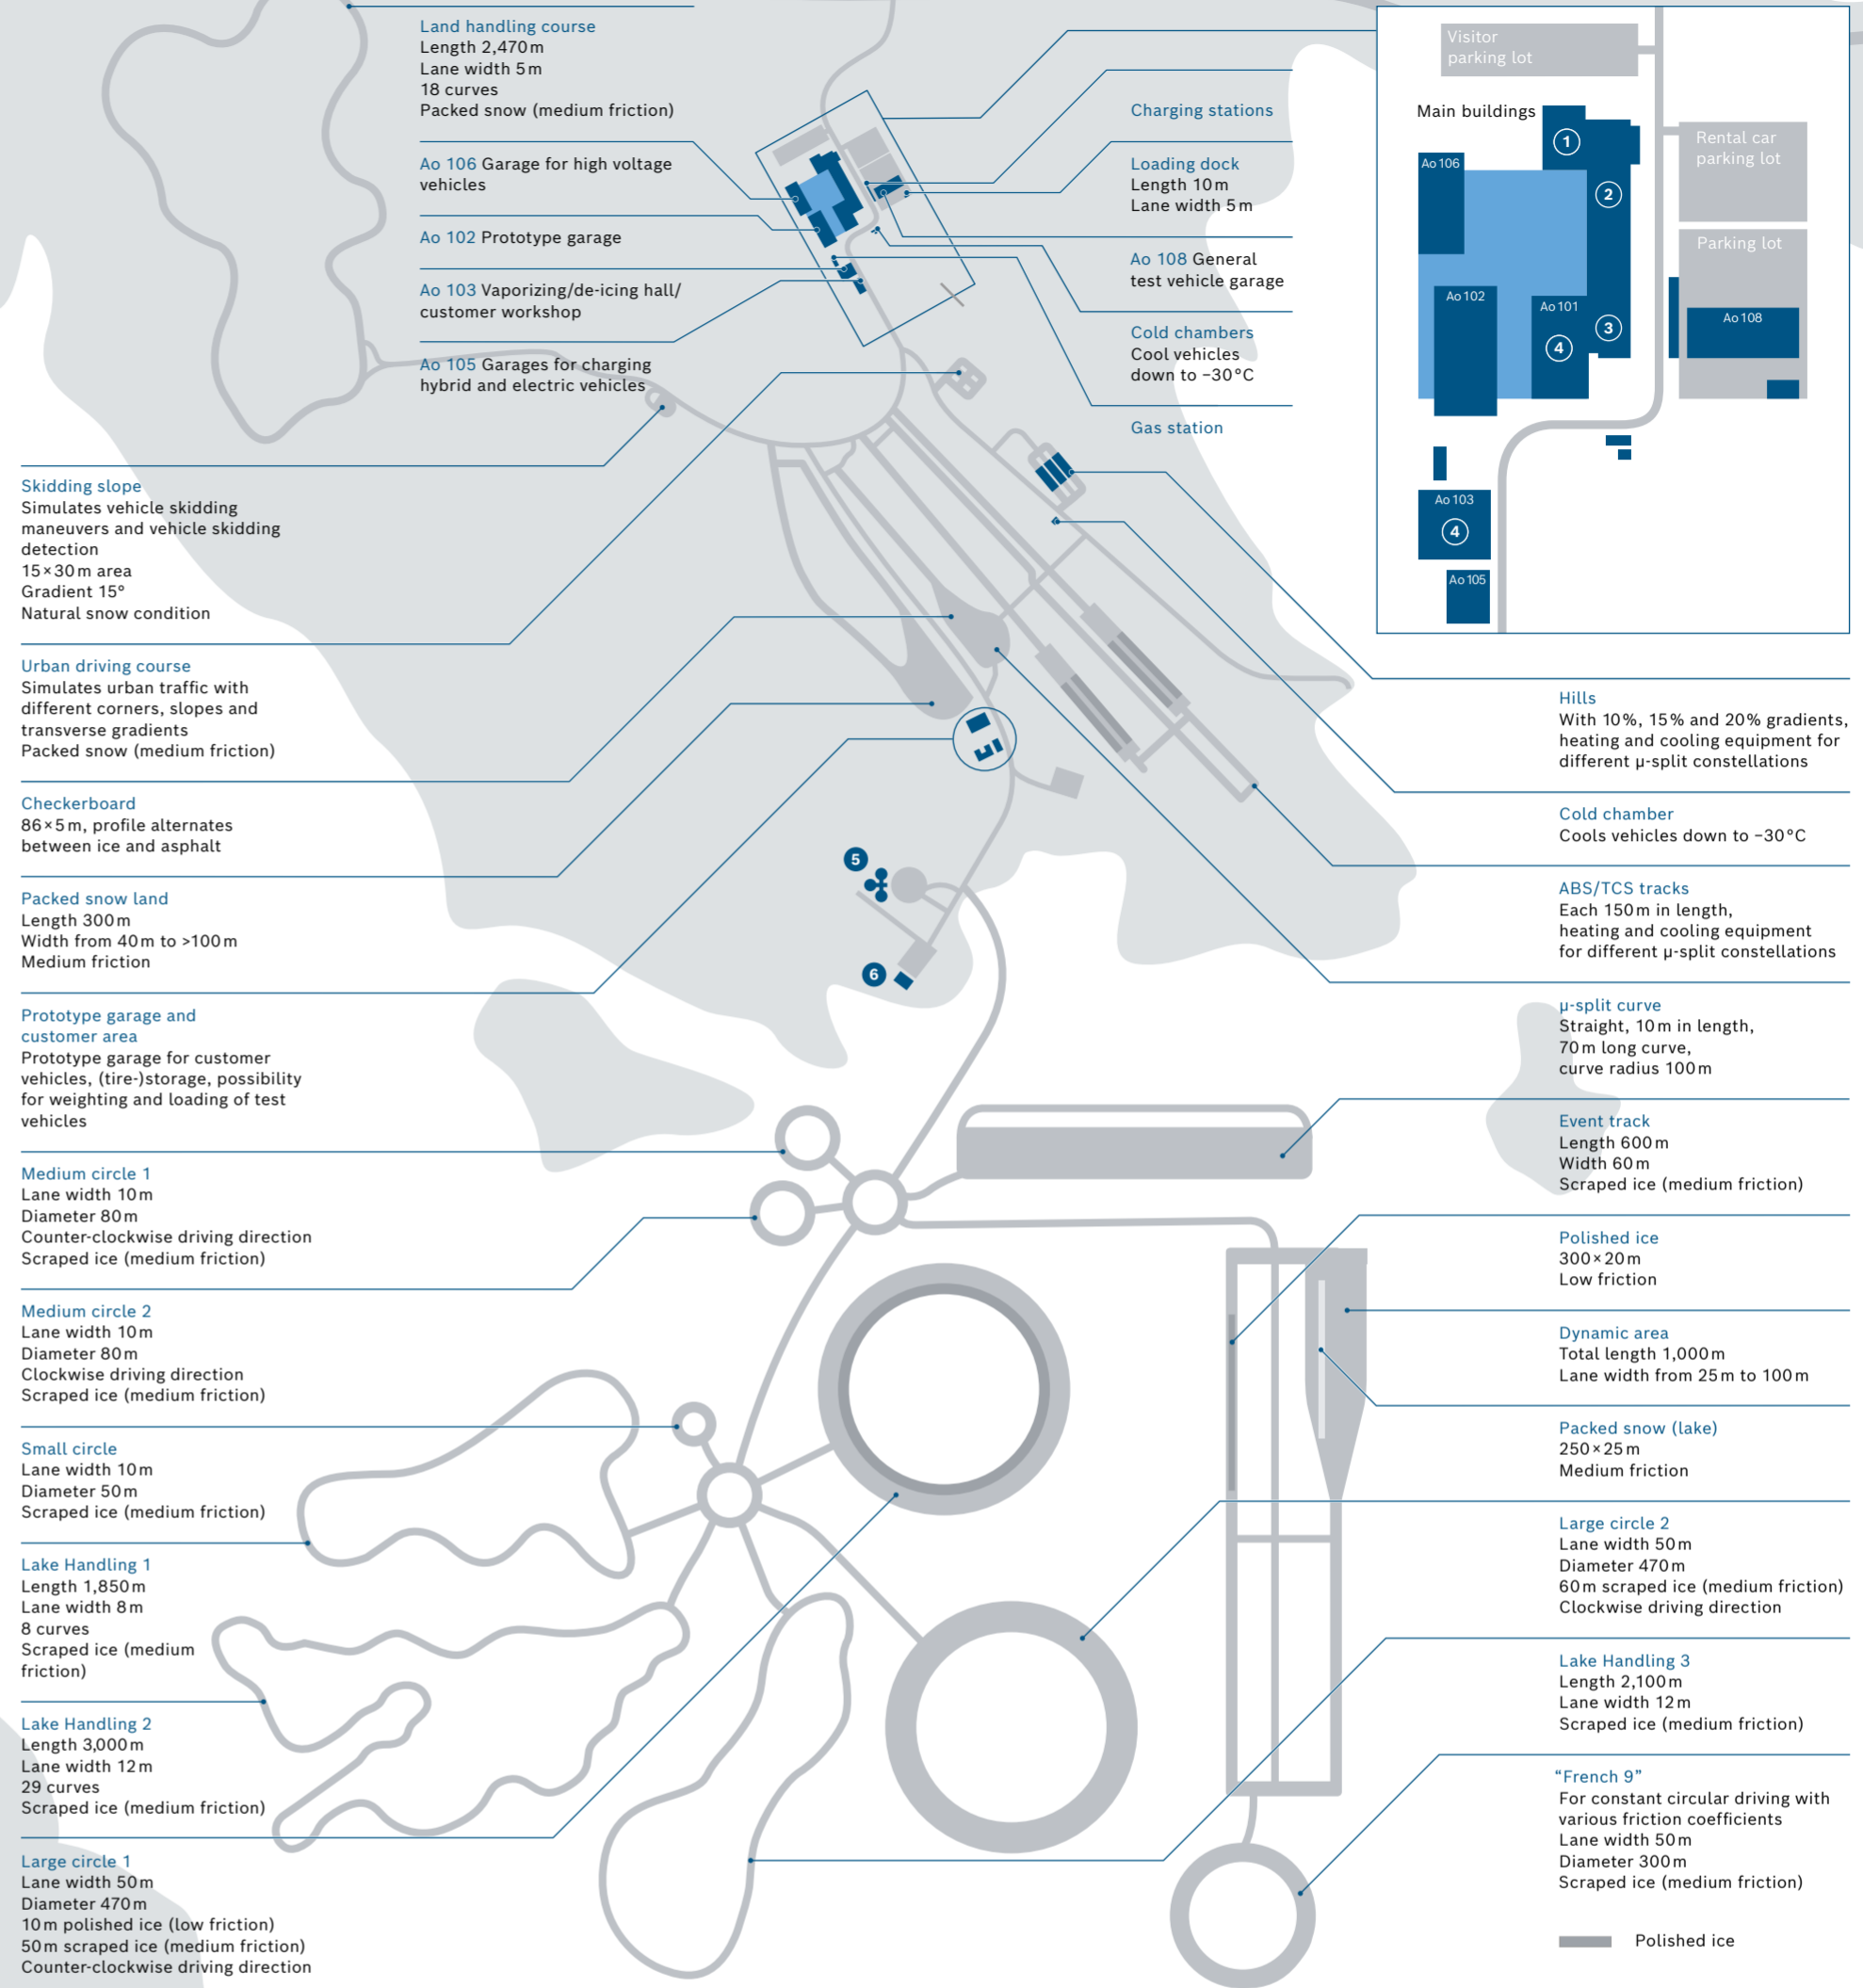 Land handling course
Length 2,470 m
Lane width 5 m
18 curves
Packed snow (medium friction)
Ao 106 Garage for high voltage
vehicles
Ao 102 Prototype garage
Ao 103 Vaporizing/de-icing hall/
customer workshop
Ao 105 Garages for charging
hybrid and electric vehicles
Charging stations
Loading dock
Length 10 m
Lane width 5 m
Ao 108 General
test vehicle garage
Cold chambers
Cool vehicles
down to −30°C
Gas station
Visitor
parking lot
Main buildings
1
Rental car
parking lot
Ao 106
2
Parking lot
Ao 102
Ao 101
3
Ao 108
4
Ao 103
4
Ao 105
Skidding slope
Simulates vehicle skidding
maneuvers and vehicle skidding
detection
15 × 30 m area
Gradient 15°
Natural snow condition
Urban driving course
Simulates urban traffic with
different corners, slopes and
transverse gradients
Packed snow (medium friction)
Checkerboard
86 × 5 m, profile alternates
between ice and asphalt
Packed snow land
Length 300 m
Width from 40 m to >100 m
Medium friction
Prototype garage and
customer area
Prototype garage for customer
vehicles, (tire-)storage, possibility
for weighting and loading of test
vehicles
Medium circle 1
Lane width 10 m
Diameter 80 m
Counter-clockwise driving direction
Scraped ice (medium friction)
Medium circle 2
Lane width 10 m
Diameter 80 m
Clockwise driving direction
Scraped ice (medium friction)
Small circle
Lane width 10 m
Diameter 50 m
Scraped ice (medium friction)
Lake Handling 1
Length 1,850 m
Lane width 8 m
8 curves
Scraped ice (medium
friction)
Lake Handling 2
Length 3,000 m
Lane width 12 m
29 curves
Scraped ice (medium friction)
Large circle 1
Lane width 50 m
Diameter 470 m
10 m polished ice (low friction)
50 m scraped ice (medium friction)
Counter-clockwise driving direction
5
6
Hills
With 10%, 15% and 20% gradients,
heating and cooling equipment for
different µ-split constellations
Cold chamber
Cools vehicles down to −30°C
ABS/TCS tracks
Each 150 m in length,
heating and cooling equipment
for different µ-split constellations
µ-split curve
Straight, 10 m in length,
70 m long curve,
curve radius 100 m
Event track
Length 600 m
Width 60 m
Scraped ice (medium friction)
Polished ice
300 × 20 m
Low friction
Dynamic area
Total length 1,000 m
Lane width from 25 m to 100 m
Packed snow (lake)
250 × 25 m
Medium friction
Large circle 2
Lane width 50 m
Diameter 470 m
60 m scraped ice (medium friction)
Clockwise driving direction
Lake Handling 3
Length 2,100 m
Lane width 12 m
Scraped ice (medium friction)
“French 9”
For constant circular driving with
various friction coefficients
Lane width 50 m
Diameter 300 m
Scraped ice (medium friction)
Polished ice